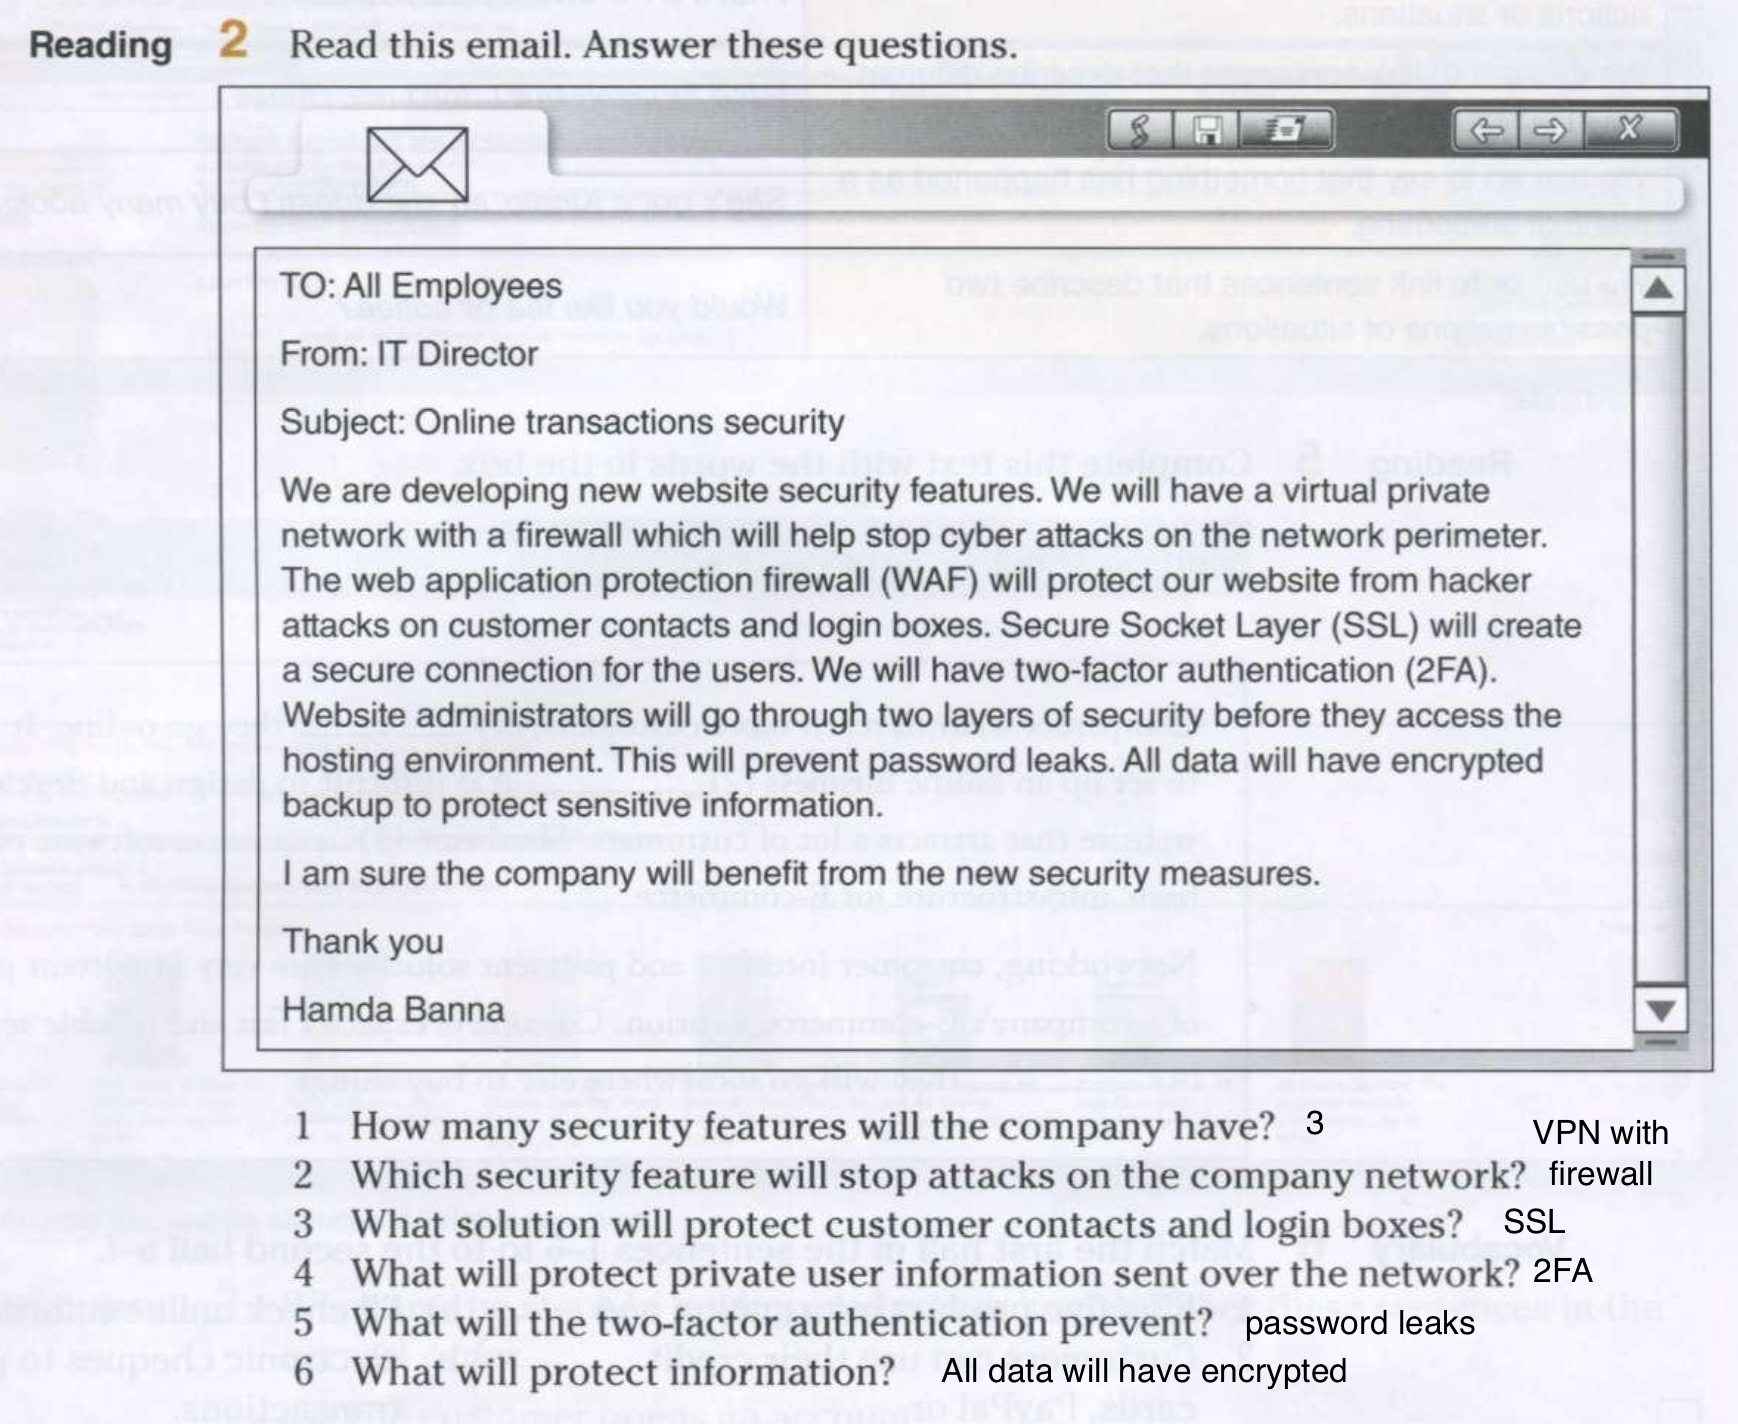 Reading 2 Read this email. Answer these questions.
TO: All Employees
From: IT Director
Subject: Online transactions security
We are developing new website security features. We will have a virtual private
network with a firewall which will help stop cyber attacks on the network perimeter.
The web application protection firewall (WAF) will protect our website from hacker
attacks on customer contacts and login boxes. Secure Socket Layer (SSL) will create
a secure connection for the users. We will have two-factor authentication (2FA).
Website administrators will go through two layers of security before they access the
hosting environment. This will prevent password leaks. All data will have encrypted
backup to protect sensitive information.
I am sure the company will benefit from the new security measures.
Thank you
Hamda Banna
1 How many security features will the company have? 3
2 Which security feature will stop attacks on the company network? VPN with
firewall
3 What solution will protect customer contacts and login boxes? SSL
4 What will protect private user information sent over the network? 2FA
5 What will the two-factor authentication prevent? password leaks
6 What will protect information? All data will have encrypted